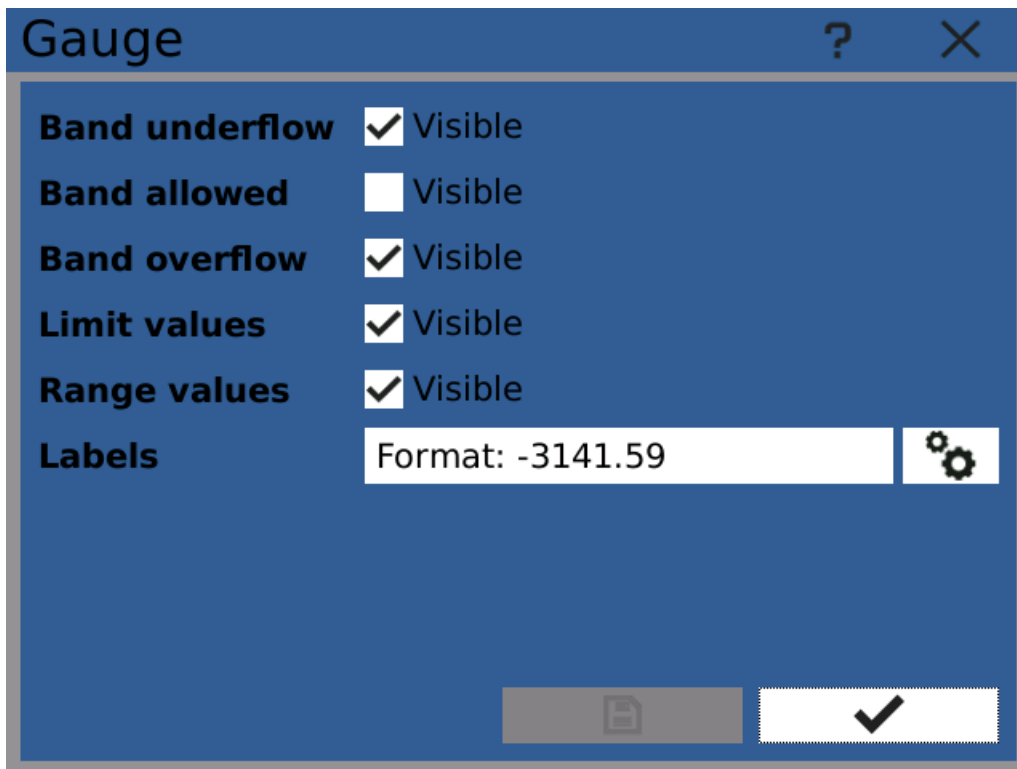 Gauge ?
Band underflow Visible
Band allowed Visible
Band overflow Visible
Limit values Visible
Range values Visible
Labels Format: -3141.59